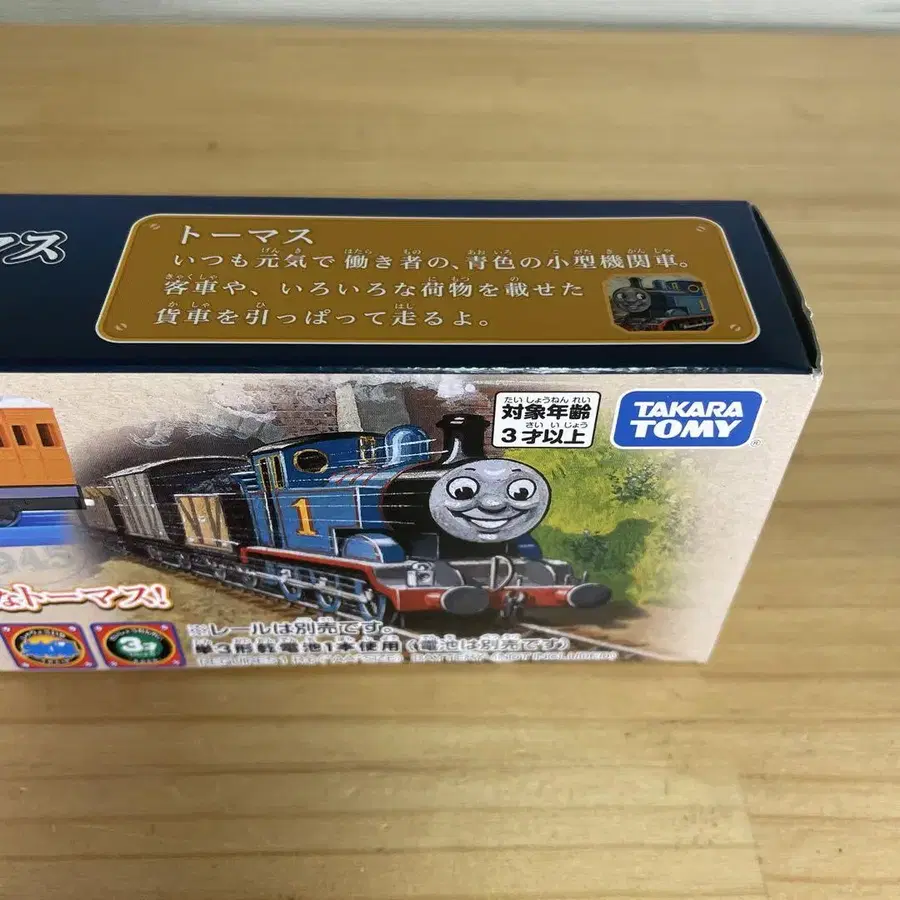 マス
トーマス
いつも元気で働き者の、青色の小型機関車。
客車や、いろいろな荷物を載せた
貨車を引っぱって走るよ。
対象年齢
3才以上
TAKARA
TOMY
1
なトーマス!
レールは別売です。
単3形乾電池1本使用(電池は別売です)